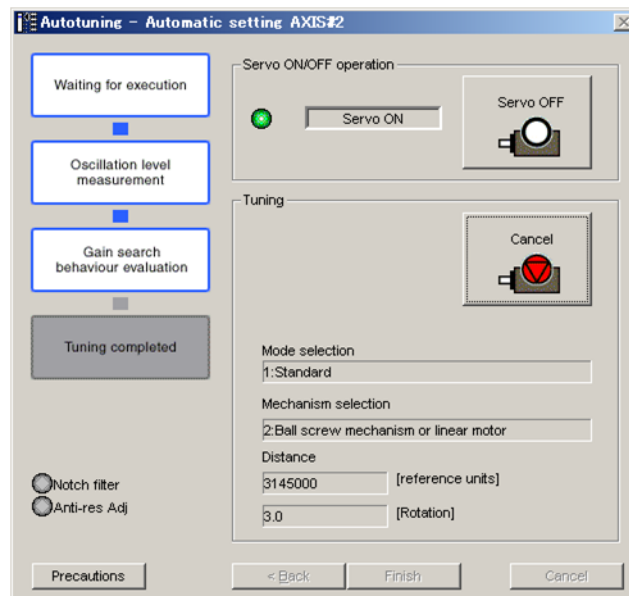 Autotuning - Automatic setting AXIS#2
Waiting for execution
Oscillation level
measurement
Gain search
behaviour evaluation
Tuning completed
Notch filter
Anti-res Adj
Precautions
Servo ON/OFF operation
Servo ON
Servo OFF
Tuning
Cancel
Mode selection
1:Standard
Mechanism selection
2:Ball screw mechanism or linear motor
Distance
3145000 [reference units]
3.0 [Rotation]
< Back
Finish
Cancel